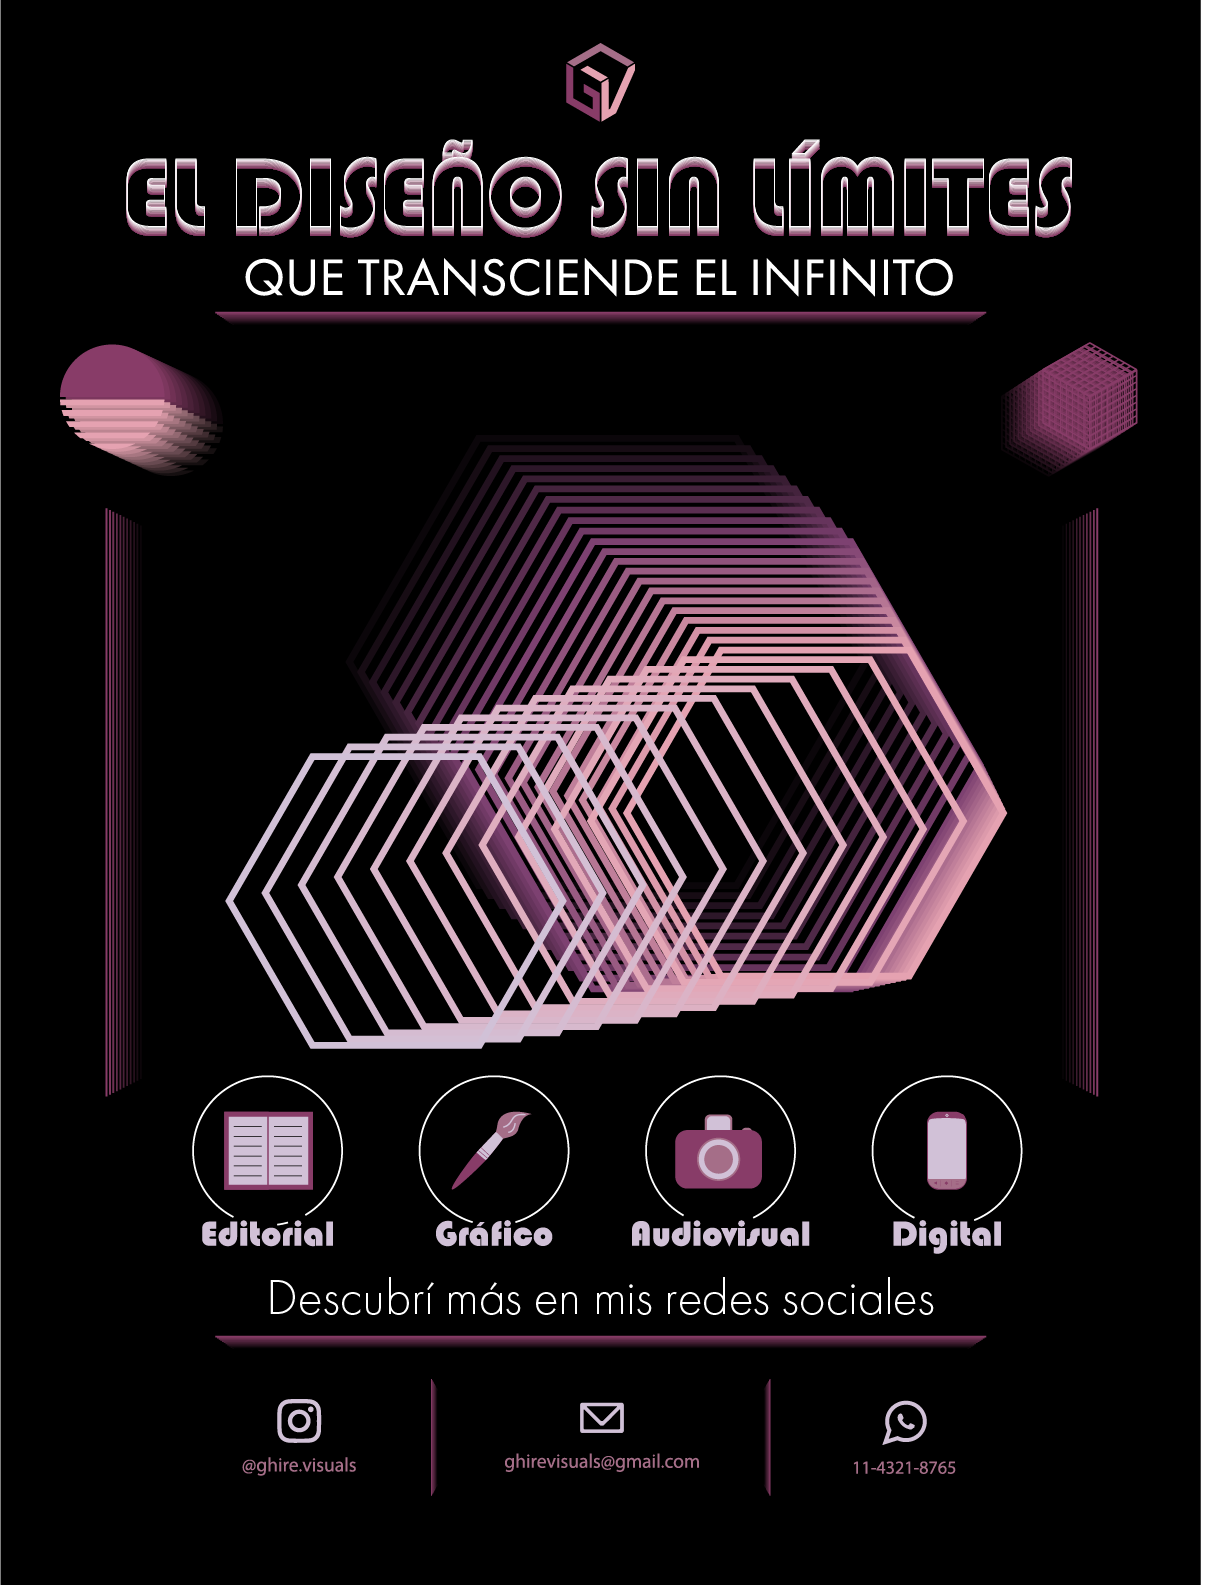 GV
EL DISEÑO SIN LÍMITES
QUE TRANSCIENDE EL INFINITO
Editorial
Gráfico
Audiovisual
Digital
Descubrí más en mis redes sociales
@ghire.visuals
ghirevisuals@gmail.com
11-4321-8765